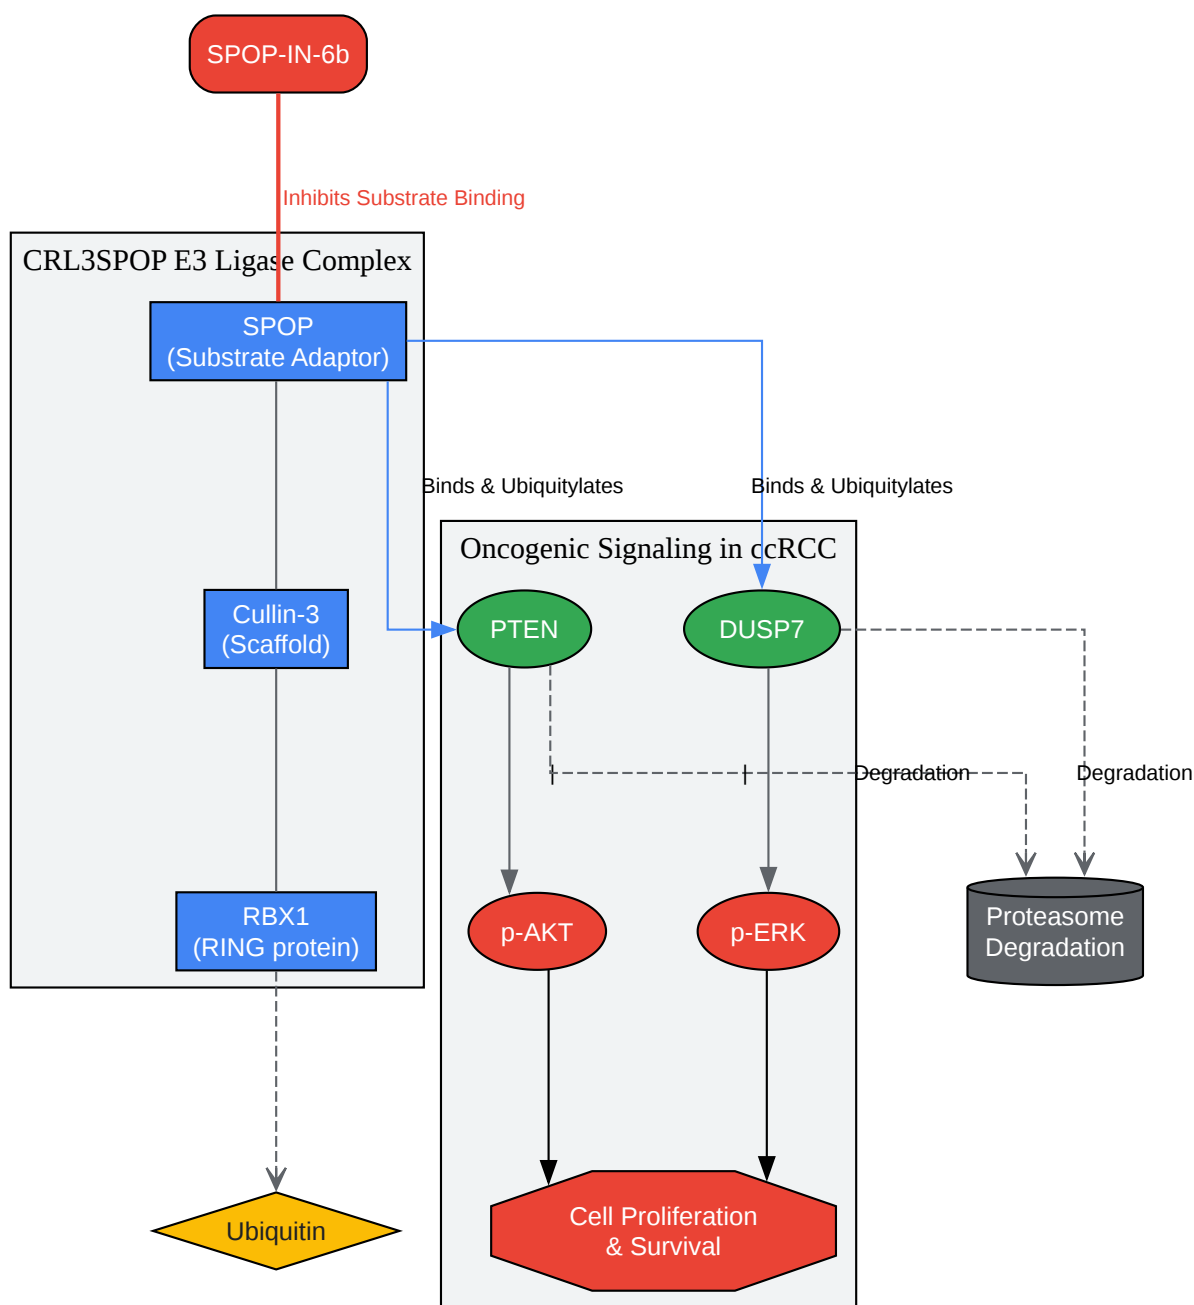 SPOP-IN-6b
Inhibits Substrate Binding
CRL3SPOP E3 Ligase Complex
SPOP
(Substrate Adaptor)
Binds & Ubiquitylates
Binds & Ubiquitylates
Oncogenic Signaling in ccRCC
Cullin-3
(Scaffold)
PTEN
DUSP7
|
|
Degradation
Degradation
RBX1
(RING protein)
p-AKT
p-ERK
Proteasome
Degradation
Ubiquitin
Cell Proliferation
& Survival